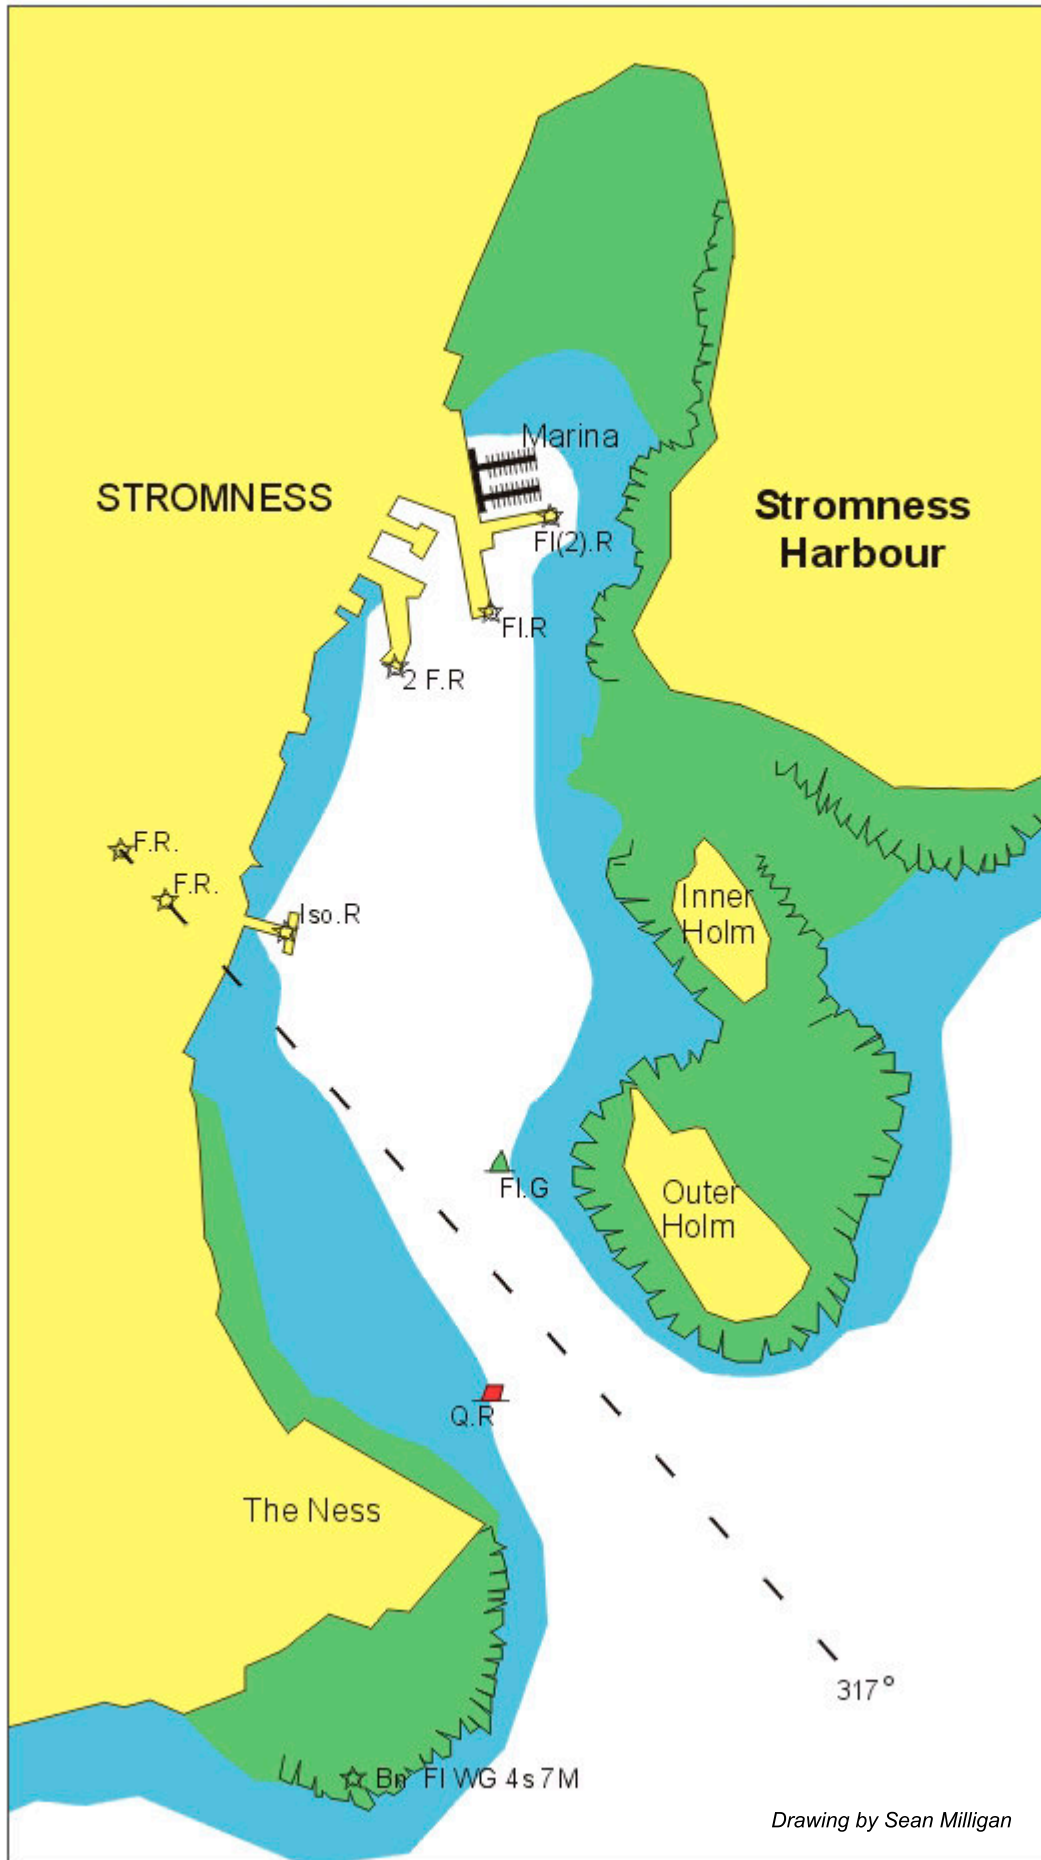 Marina
STROMNESS
Stromness
Harbour
Fl(2).R
Fl.R
2 F.R
F.R.
F.R.
Iso.R
Inner
Holm
Fl.G
Outer
Holm
Q.R
The Ness
317°
Bn Fl WG 4s 7M
Drawing by Sean Milligan